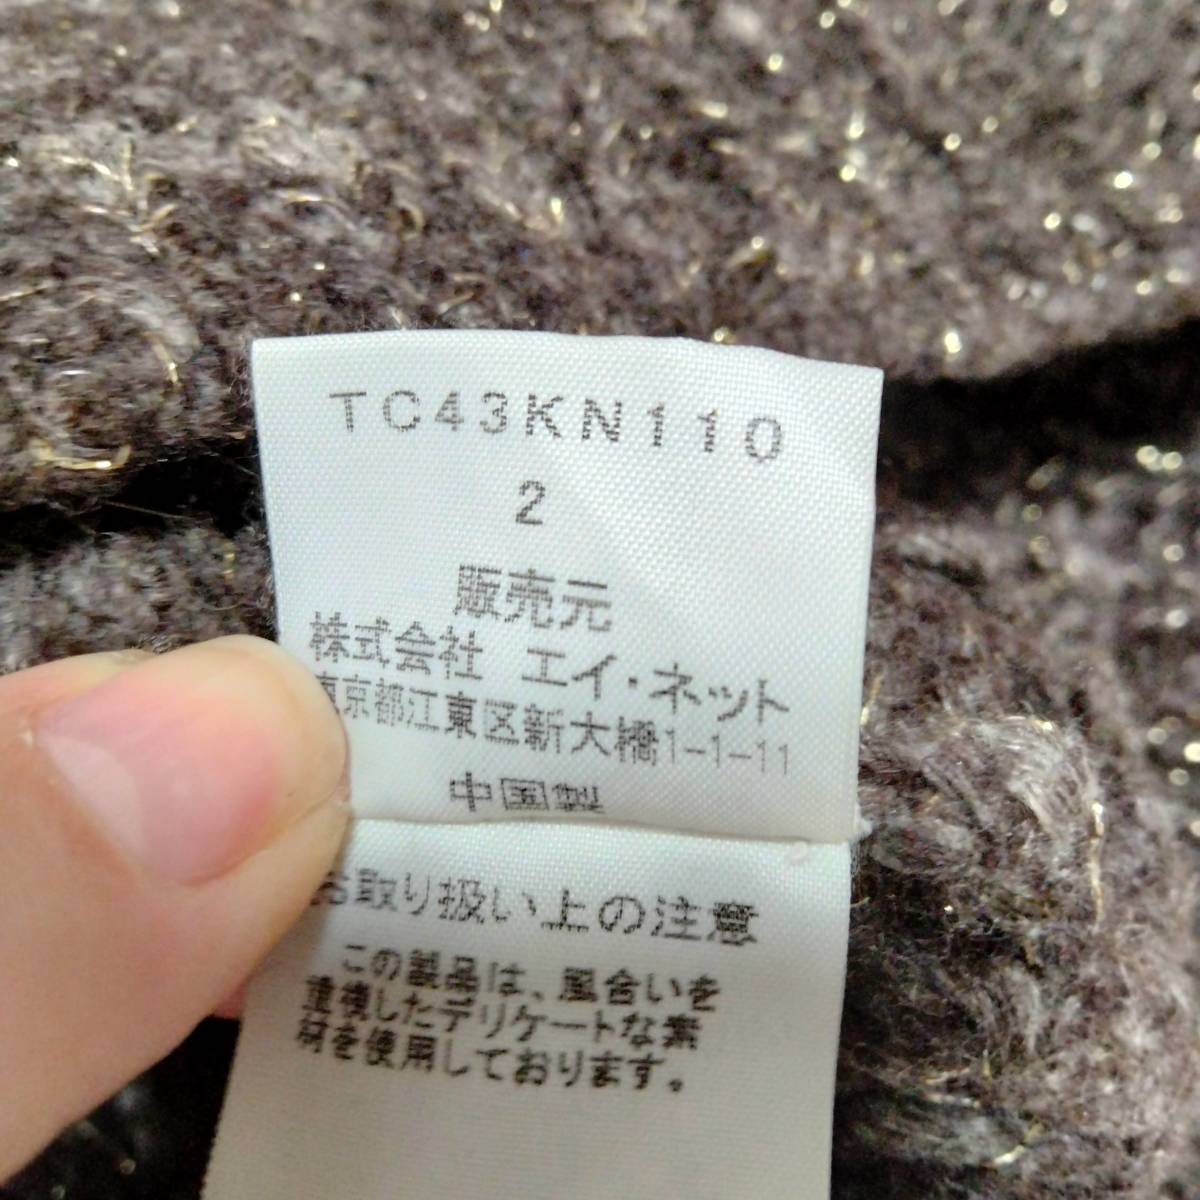 TC43KN110
2
販売元
株式会社 エイ・ネット
東京都江東区新大橋1-1-11
中国製
お取り扱い上の注意
この製品は、風合いを
重視したデリケートな素
材を使用しております。